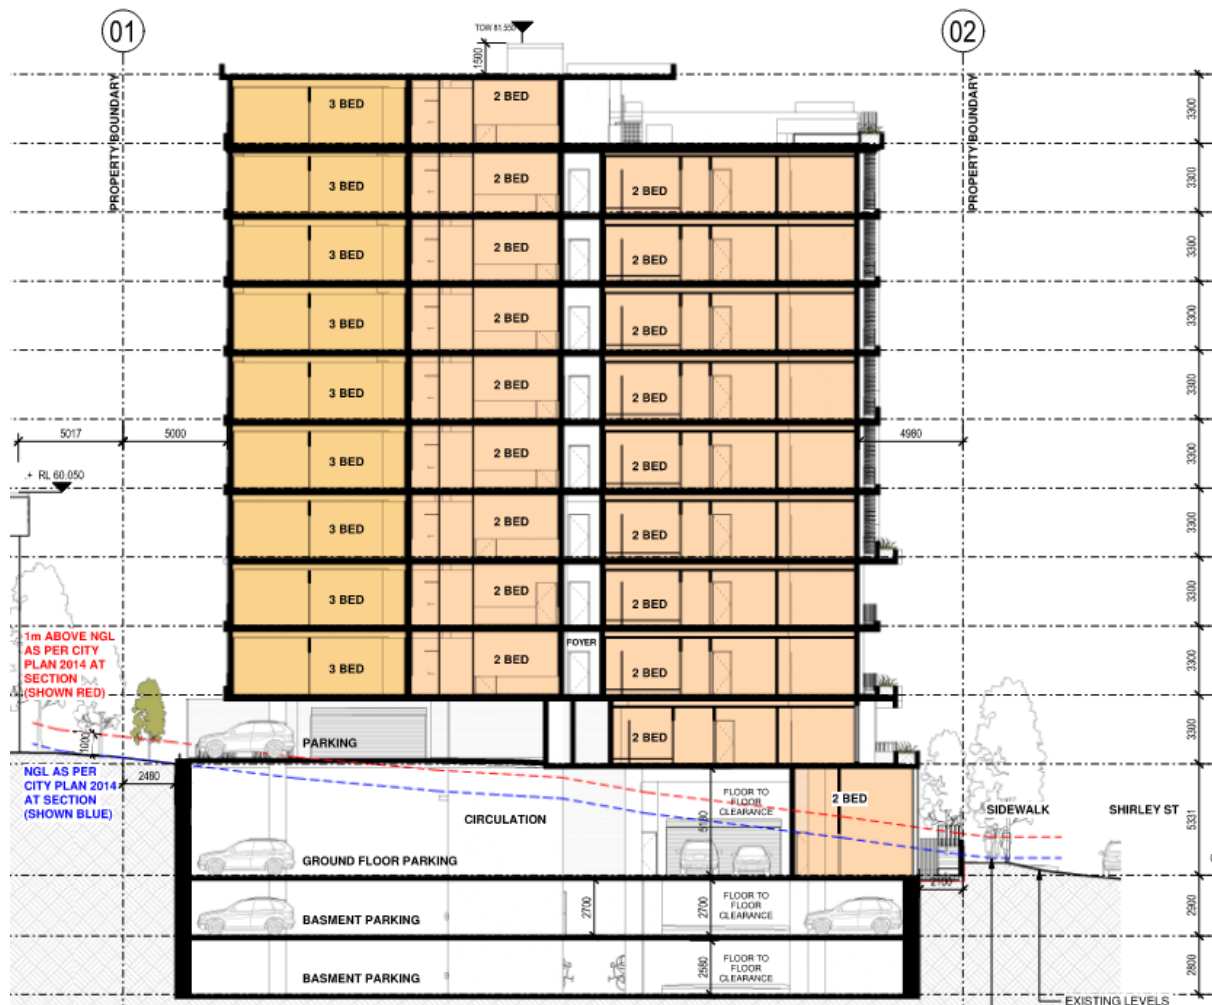 01
02
TOW 81.550
1500
PROPERTY BOUNDARY
3 BED
2 BED
3300
PROPERTY BOUNDARY
3 BED
2 BED
2 BED
3300
3 BED
2 BED
2 BED
3300
3 BED
2 BED
2 BED
3300
3 BED
2 BED
2 BED
3300
5017
5000
4980
3 BED
2 BED
2 BED
3300
+ RL 60.050
3 BED
2 BED
2 BED
3300
3 BED
2 BED
2 BED
3300
1m ABOVE NGL
AS PER CITY
PLAN 2014 AT
SECTION
(SHOWN RED)
3 BED
2 BED
FOYER
2 BED
3300
1000
PARKING
2 BED
3300
NGL AS PER
CITY PLAN 2014
AT SECTION
(SHOWN BLUE)
2480
CIRCULATION
5180
FLOOR TO
FLOOR
CLEARANCE
2 BED
SIDEWALK
SHIRLEY ST
5331
GROUND FLOOR PARKING
2100
BASMENT PARKING
2700
2700
FLOOR TO
FLOOR
CLEARANCE
2900
BASMENT PARKING
2580
FLOOR TO
FLOOR
CLEARANCE
2800
EXISTING LEVELS